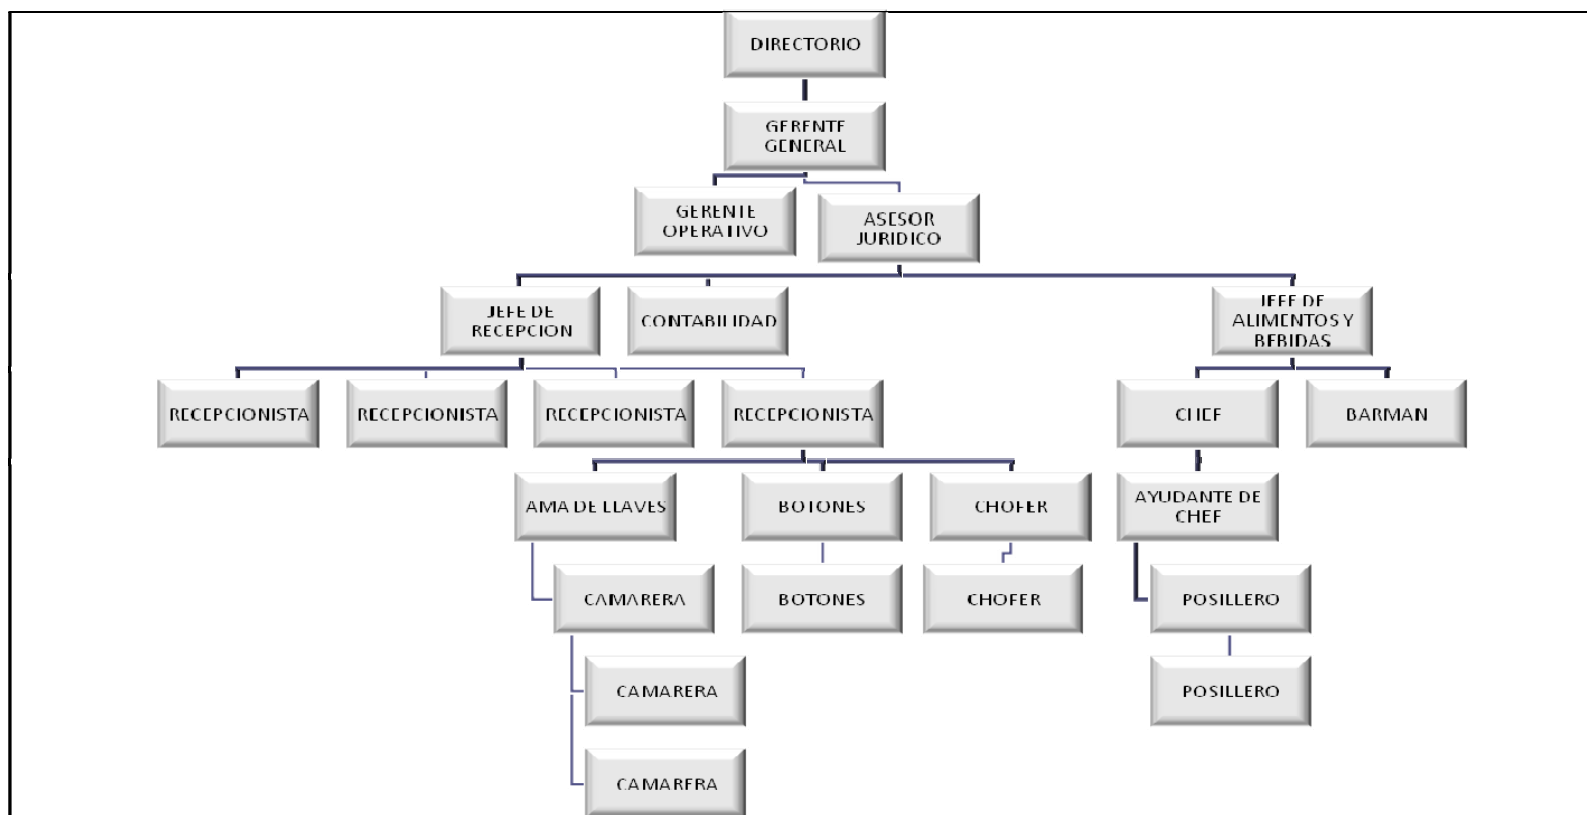 DIRECTORIO
GERENTE
GENERAL
GERENTE
OPERATIVO
ASESOR
JURIDICO
JEFE DE
RECEPCION
CONTABILIDAD
JEFE DE
ALIMENTOS Y
BEBIDAS
RECEPCIONISTA
RECEPCIONISTA
RECEPCIONISTA
RECEPCIONISTA
CHEF
BARMAN
AMA DE LLAVES
BOTONES
CHOFER
AYUDANTE DE
CHEF
CAMARERA
BOTONES
CHOFER
POSILLERO
CAMARERA
POSILLERO
CAMARERA